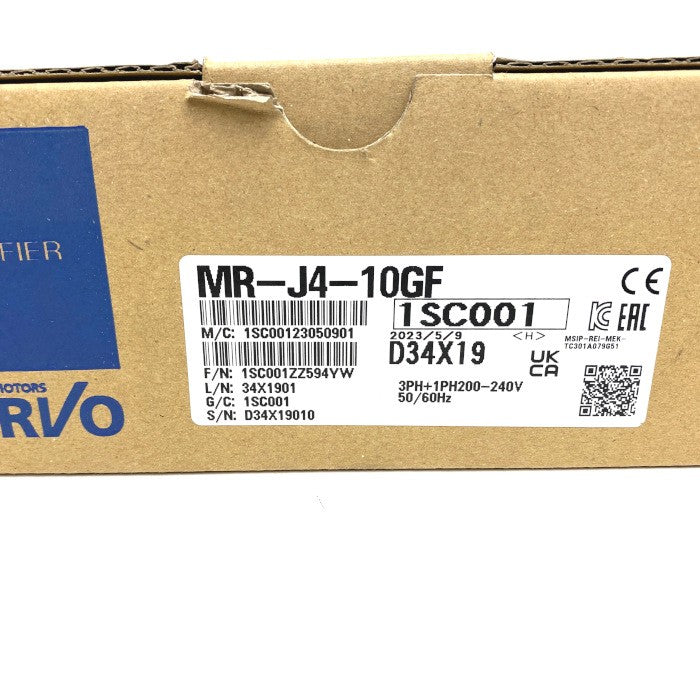 FIER
MOTORS
RVO
MR-J4-10GF
1SC001
M/C: 1SC00123050901
2023/5/9 <H>
D34X19
F/N: 1SC001ZZ594YW
L/N: 34X1901
G/C: 1SC001
S/N: D34X19010
3PH+1PH200-240V
50/60Hz
CE
EAC
MSIP-REI-MEK-
TC301A079G51
UK
CA